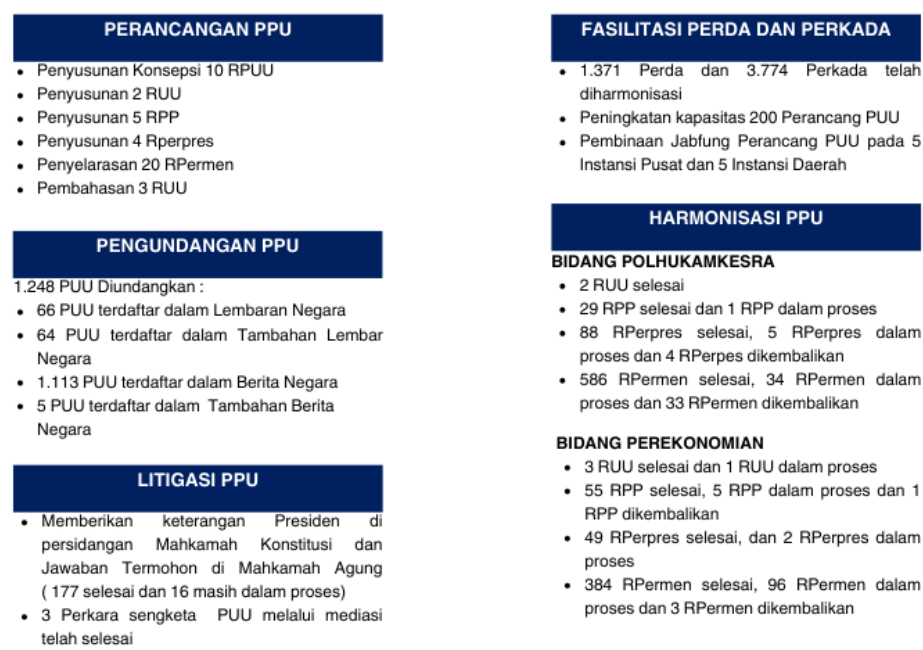 PERANCANGAN PPU
Penyusunan Konsepsi 10 RPUU
Penyusunan 2 RUU
Penyusunan 5 RPP
Penyusunan 4 Rperpres
Penyelarasan 20 RPermen
Pembahasan 3 RUU
PENGUNDANGAN PPU
1.248 PUU Diundangkan :
66 PUU terdaftar dalam Lembaran Negara
64 PUU terdaftar dalam Tambahan Lembar
Negara
1.113 PUU terdaftar dalam Berita Negara
5 PUU terdaftar dalam Tambahan Berita
Negara
LITIGASI PPU
Memberikan keterangan Presiden di
persidangan Mahkamah Konstitusi dan
Jawaban Termohon di Mahkamah Agung
( 177 selesai dan 16 masih dalam proses)
3 Perkara sengketa PUU melalui mediasi
telah selesai
FASILITASI PERDA DAN PERKADA
1.371 Perda dan 3.774 Perkada telah
diharmonisasi
Peningkatan kapasitas 200 Perancang PUU
Pembinaan Jabfung Perancang PUU pada 5
Instansi Pusat dan 5 Instansi Daerah
HARMONISASI PPU
BIDANG POLHUKAMKESRA
2 RUU selesai
29 RPP selesai dan 1 RPP dalam proses
88 RPerpres selesai, 5 RPerpres dalam
proses dan 4 RPerpes dikembalikan
586 RPermen selesai, 34 RPermen dalam
proses dan 33 RPermen dikembalikan
BIDANG PEREKONOMIAN
3 RUU selesai dan 1 RUU dalam proses
55 RPP selesai, 5 RPP dalam proses dan 1
RPP dikembalikan
49 RPerpres selesai, dan 2 RPerpres dalam
proses
384 RPermen selesai, 96 RPermen dalam
proses dan 3 RPermen dikembalikan